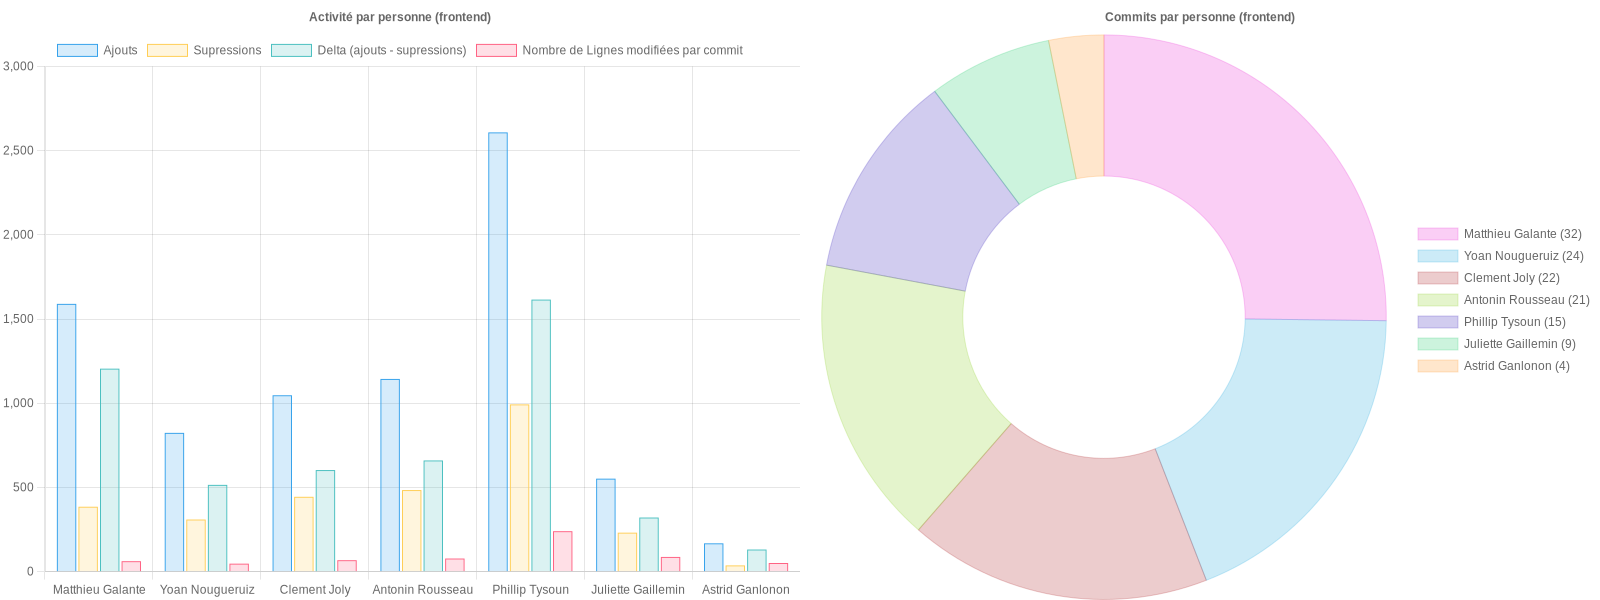 Activité par personne (frontend)
Ajouts Supressions Delta (ajouts - supressions) Nombre de Lignes modifiées par commit
3,000
2,500
2,000
1,500
1,000
500
0
Matthieu Galante Yoan Nougueruiz Clement Joly Antonin Rousseau Phillip Tysoun Juliette Gaillemin Astrid Ganlonon
Commits par personne (frontend)
Matthieu Galante (32)
Yoan Nougueruiz (24)
Clement Joly (22)
Antonin Rousseau (21)
Phillip Tysoun (15)
Juliette Gaillemin (9)
Astrid Ganlonon (4)